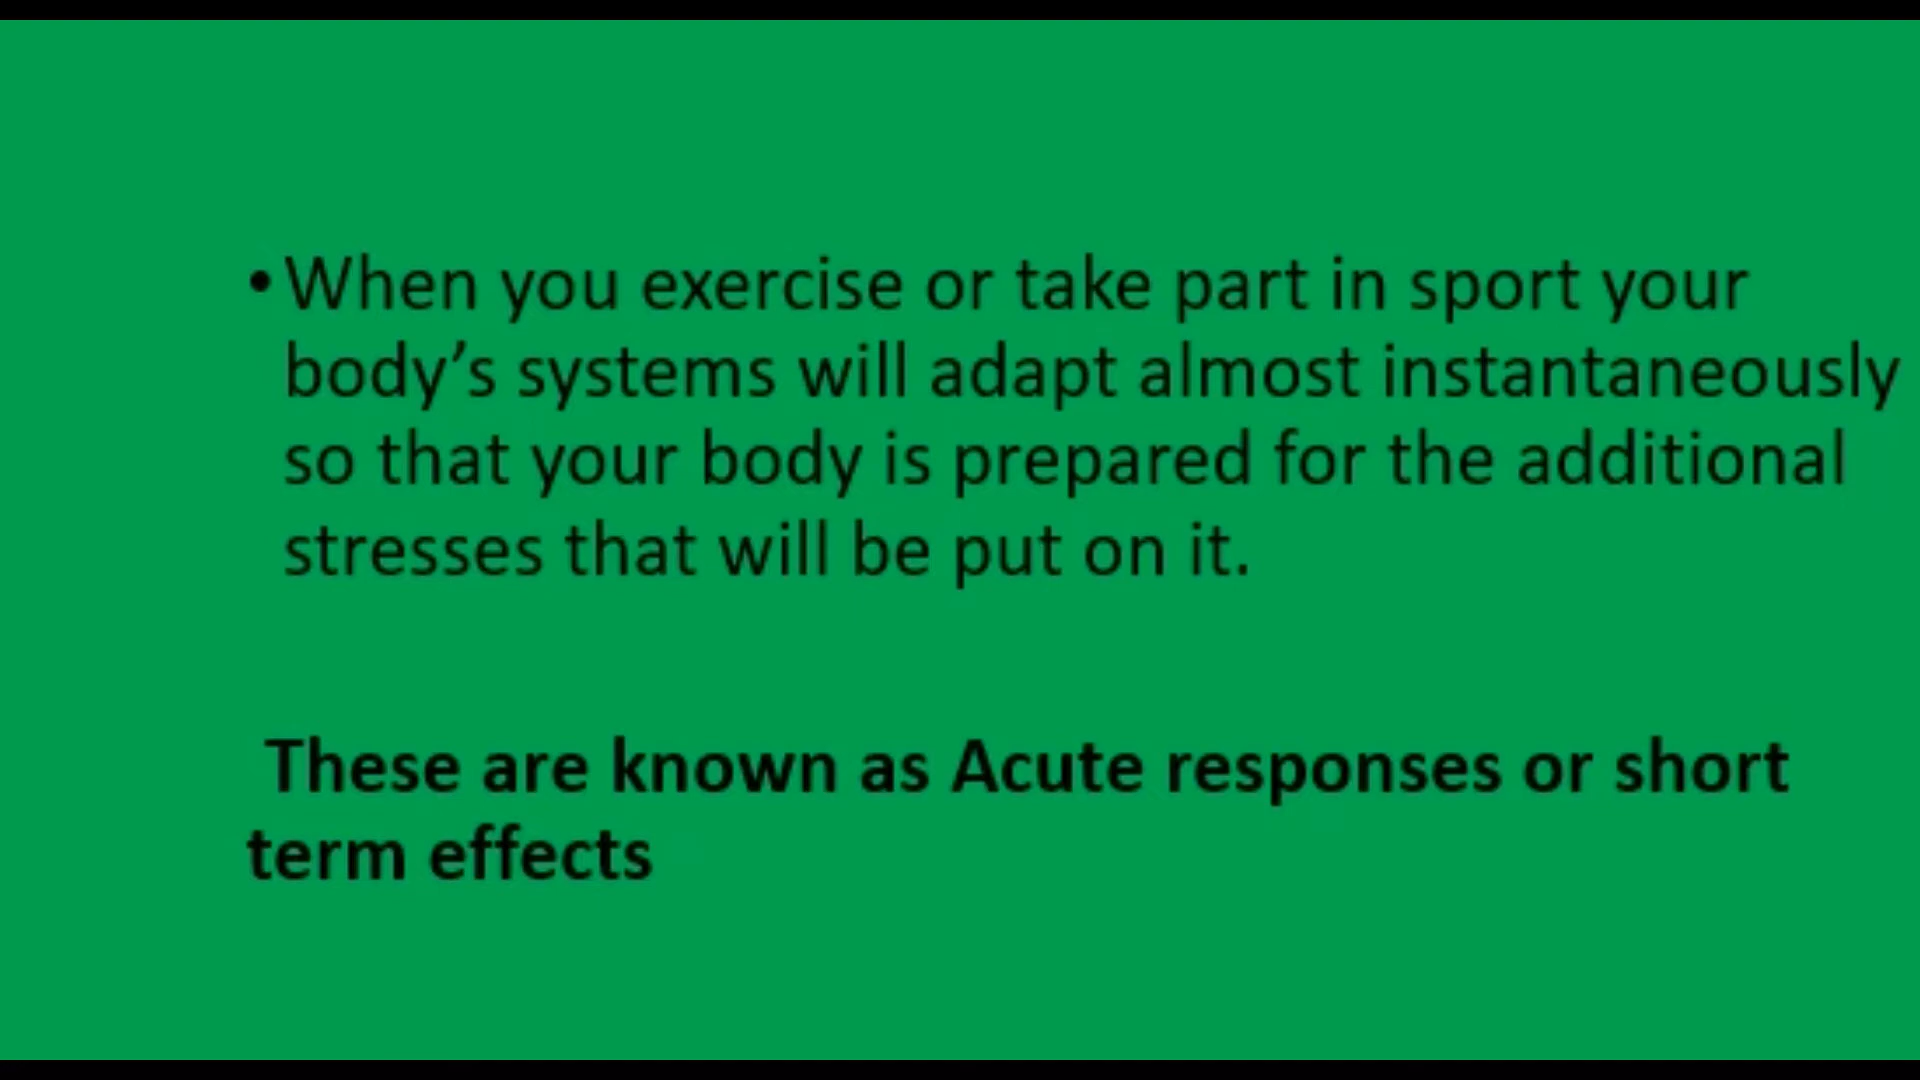 • When you exercise or take part in sport your
body’s systems will adapt almost instantaneously
so that your body is prepared for the additional
stresses that will be put on it.
These are known as Acute responses or short
term effects